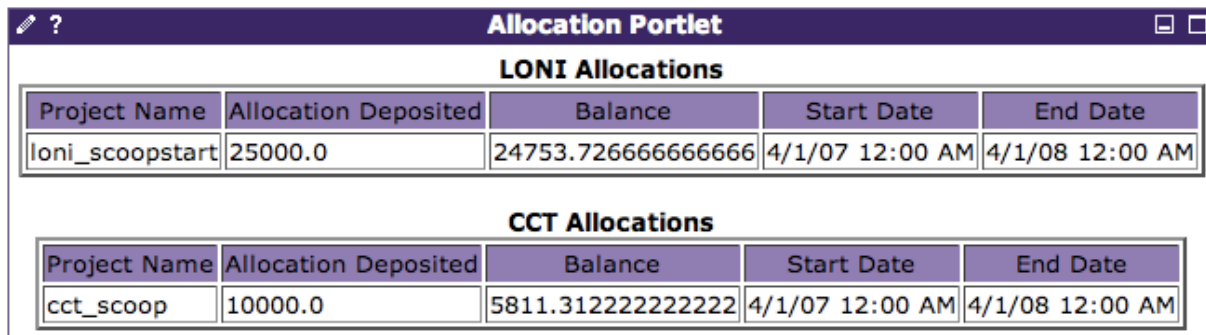 ? Allocation Portlet
LONI Allocations
Project Name Allocation Deposited Balance Start Date End Date
loni_scoopstart 25000.0 24753.726666666666 4/1/07 12:00 AM 4/1/08 12:00 AM
CCT Allocations
Project Name Allocation Deposited Balance Start Date End Date
cct_scoop 10000.0 5811.312222222222 4/1/07 12:00 AM 4/1/08 12:00 AM